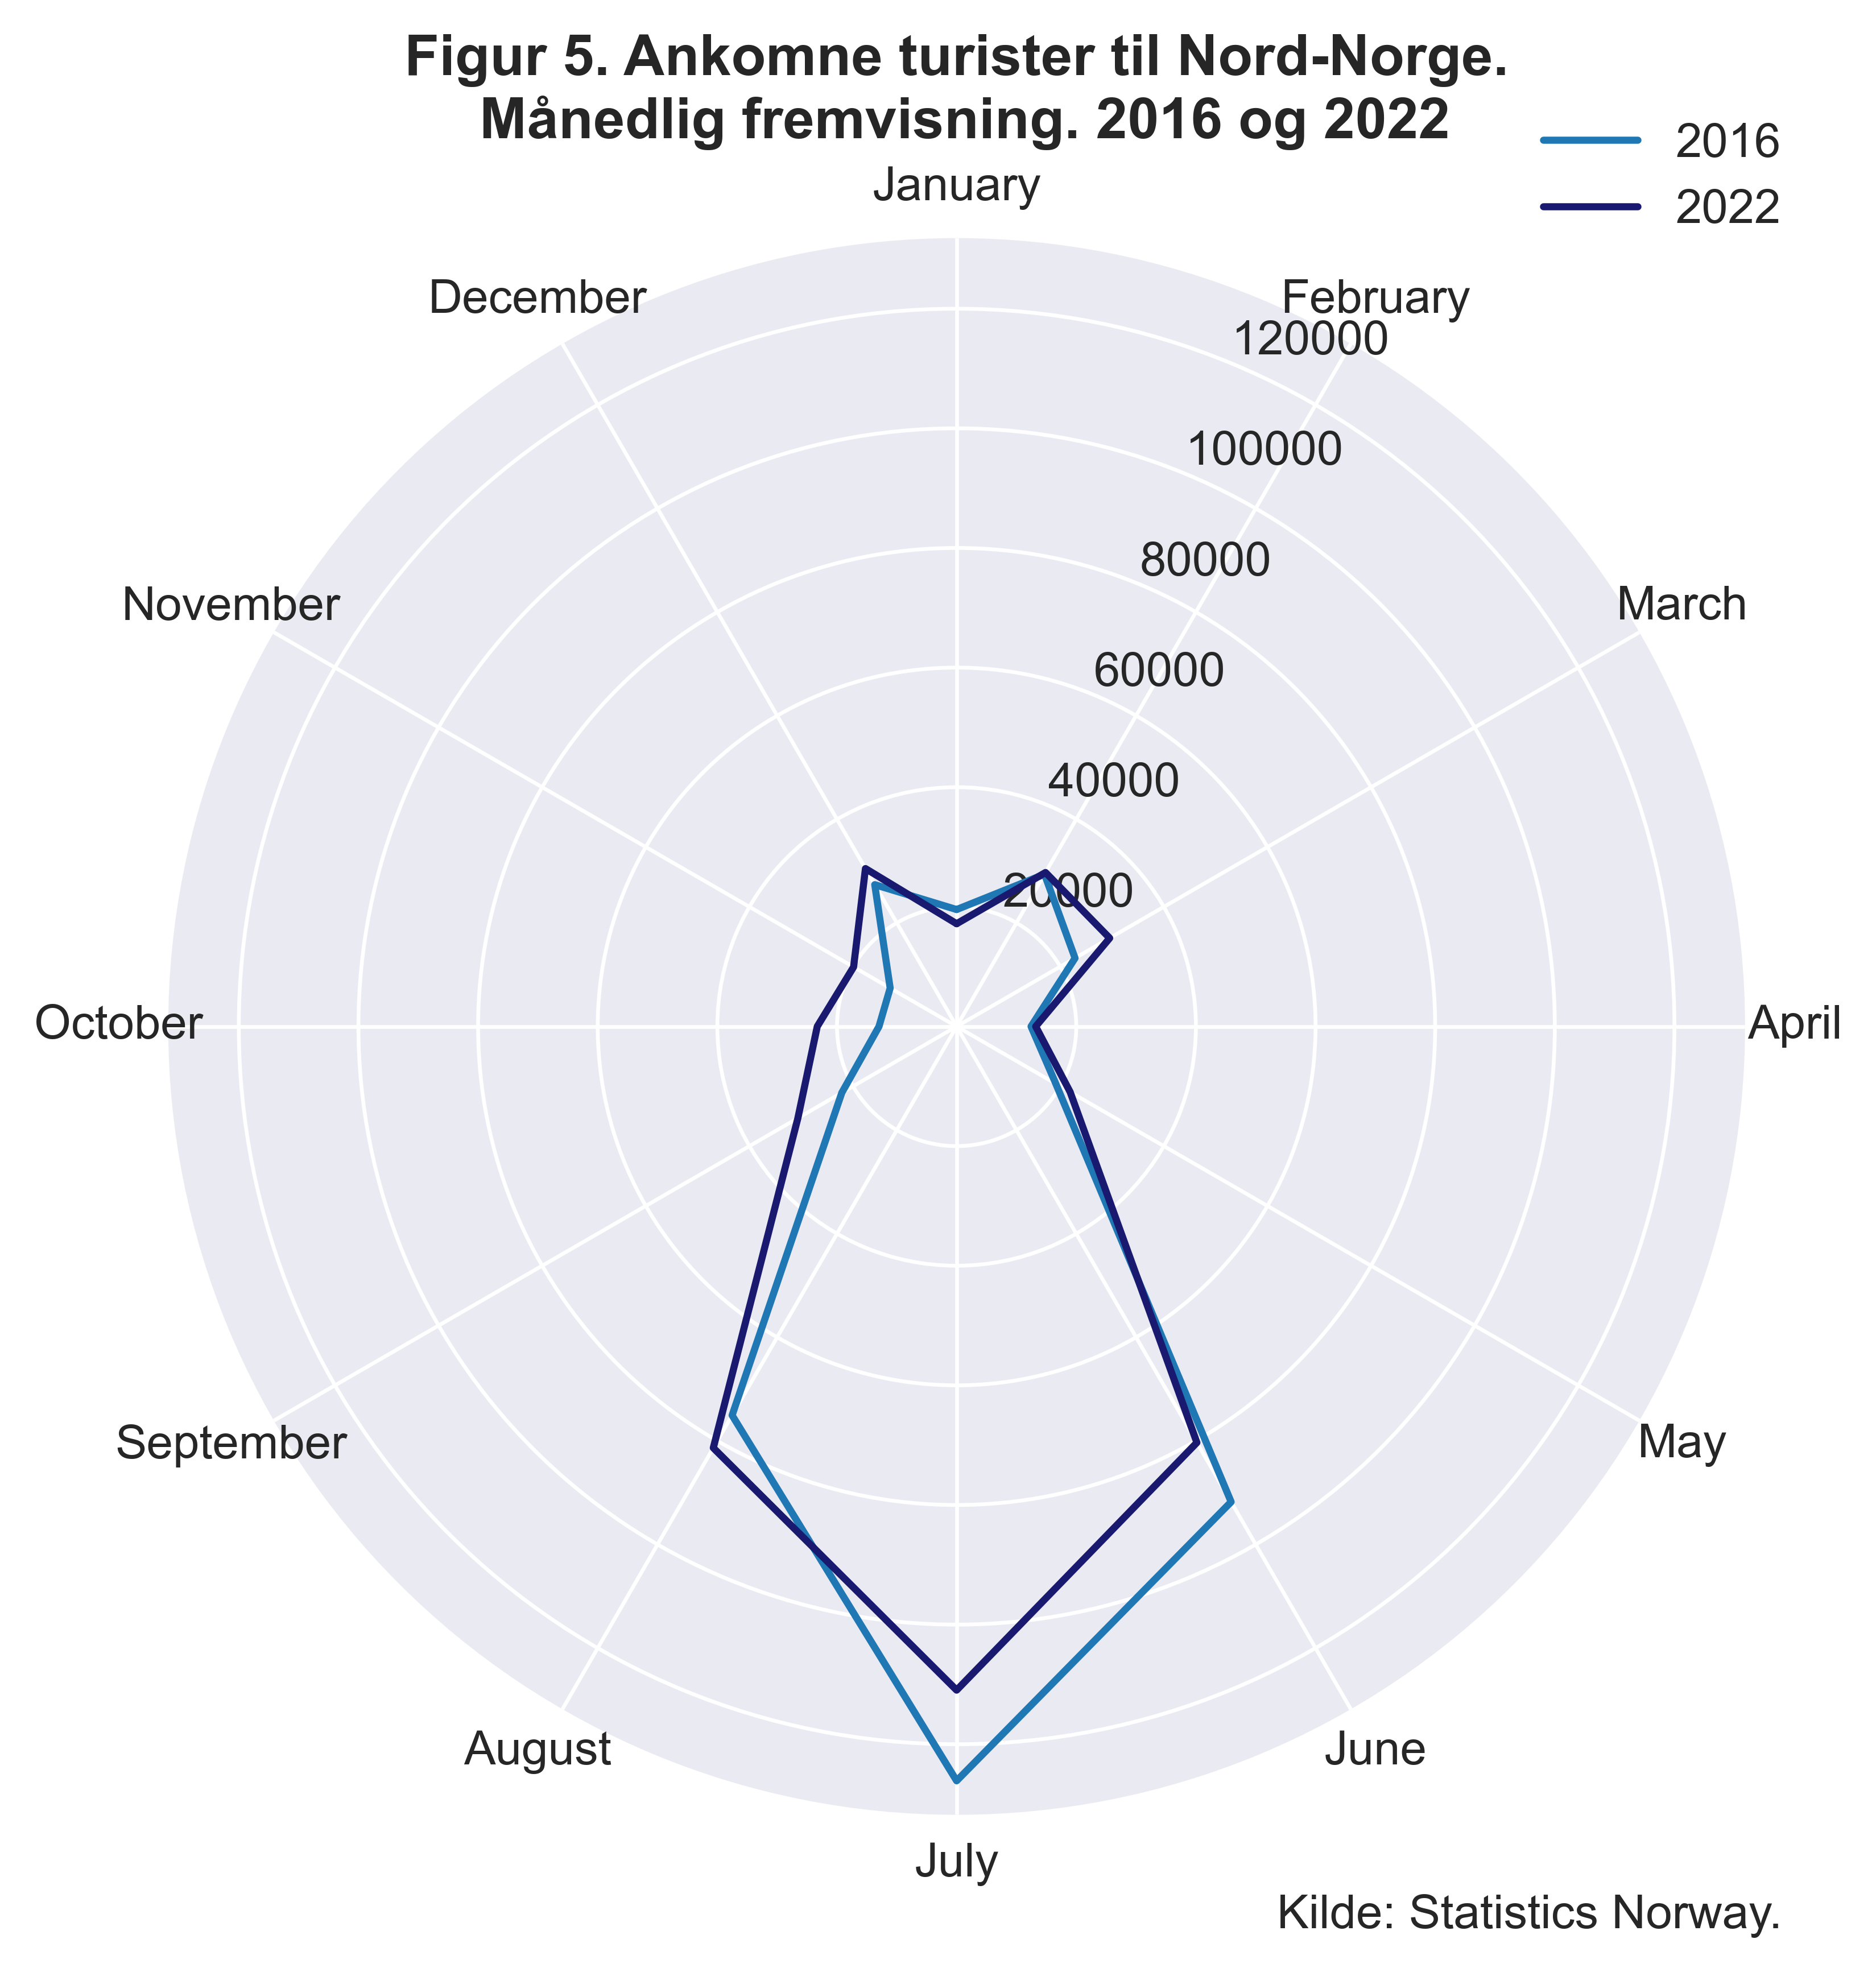 Figur 5. Ankomne turister til Nord-Norge.
Månedlig fremvisning. 2016 og 2022
2016
2022
January
February
March
April
May
June
July
August
September
October
November
December
120000
100000
80000
60000
40000
20000
Kilde: Statistics Norway.